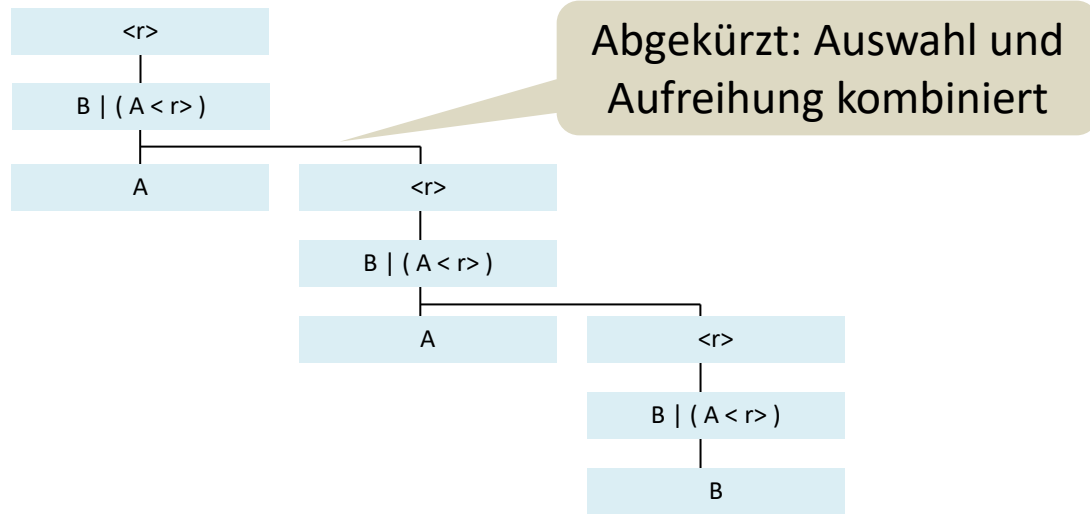 <r>
Abgekürzt: Auswahl und
Aufreihung kombiniert
B | ( A < r> )
A
<r>
B | ( A < r> )
A
<r>
B | ( A < r> )
B